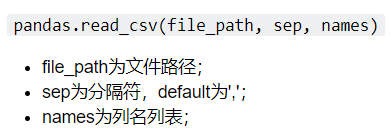 pandas.read_csv(file_path, sep, names)
• file_path为文件路径;
• sep为分隔符，default为',';
• names为列名列表;